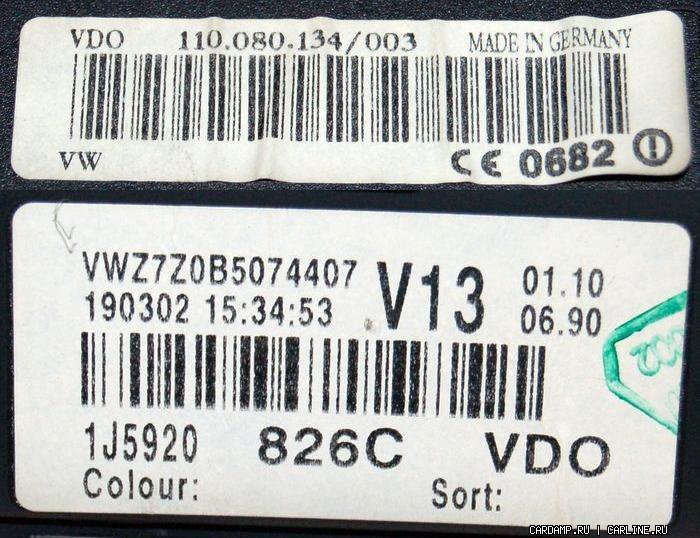 VDO 110.080.134/003 MADE IN GERMANY
VW CE 0682
VWZ7Z0B5074407 V13 01.10
190302 15:34:53 06.90
1J5920 826C VDO
Colour: Sort:
CARDAMP.RU | CARLINE.RU